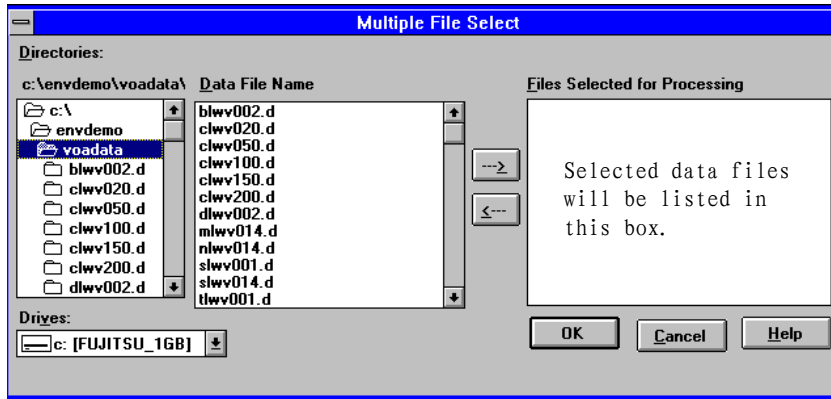 Multiple File Select
Directories:
c:\envdemo\voadata\
c:\
envdemo
voadata
blwv002.d
clwv020.d
clwv050.d
clwv100.d
clwv150.d
clwv200.d
dlwv002.d
Drives:
c: [FUJITSU_1GB]
Data File Name
blwv002.d
clwv020.d
clwv050.d
clwv100.d
clwv150.d
clwv200.d
dlwv002.d
mlwv014.d
nlwv014.d
slwv001.d
slwv014.d
tlwv001.d
--->
<---
Files Selected for Processing
Selected data files
will be listed in
this box.
OK
Cancel
Help